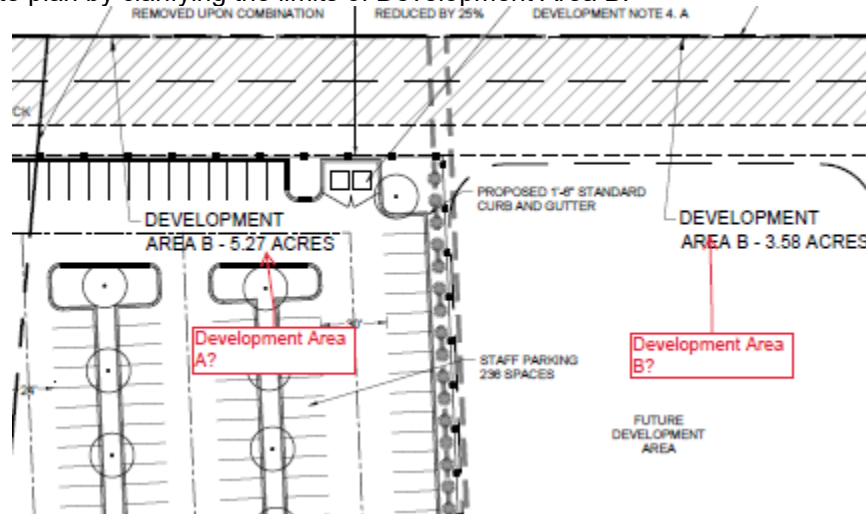 plan by clarifying the limits of Development Area B.
REMOVED UPON COMBINATION
REDUCED BY 25%
DEVELOPMENT NOTE 4. A
CK
PROPOSED 1'-6" STANDARD
CURB AND GUTTER
DEVELOPMENT
AREA B - 5.27 ACRES
DEVELOPMENT
AREA B - 3.58 ACRES
Development Area
A?
30'
Development Area
B?
STAFF PARKING
236 SPACES
24'
FUTURE
DEVELOPMENT
AREA